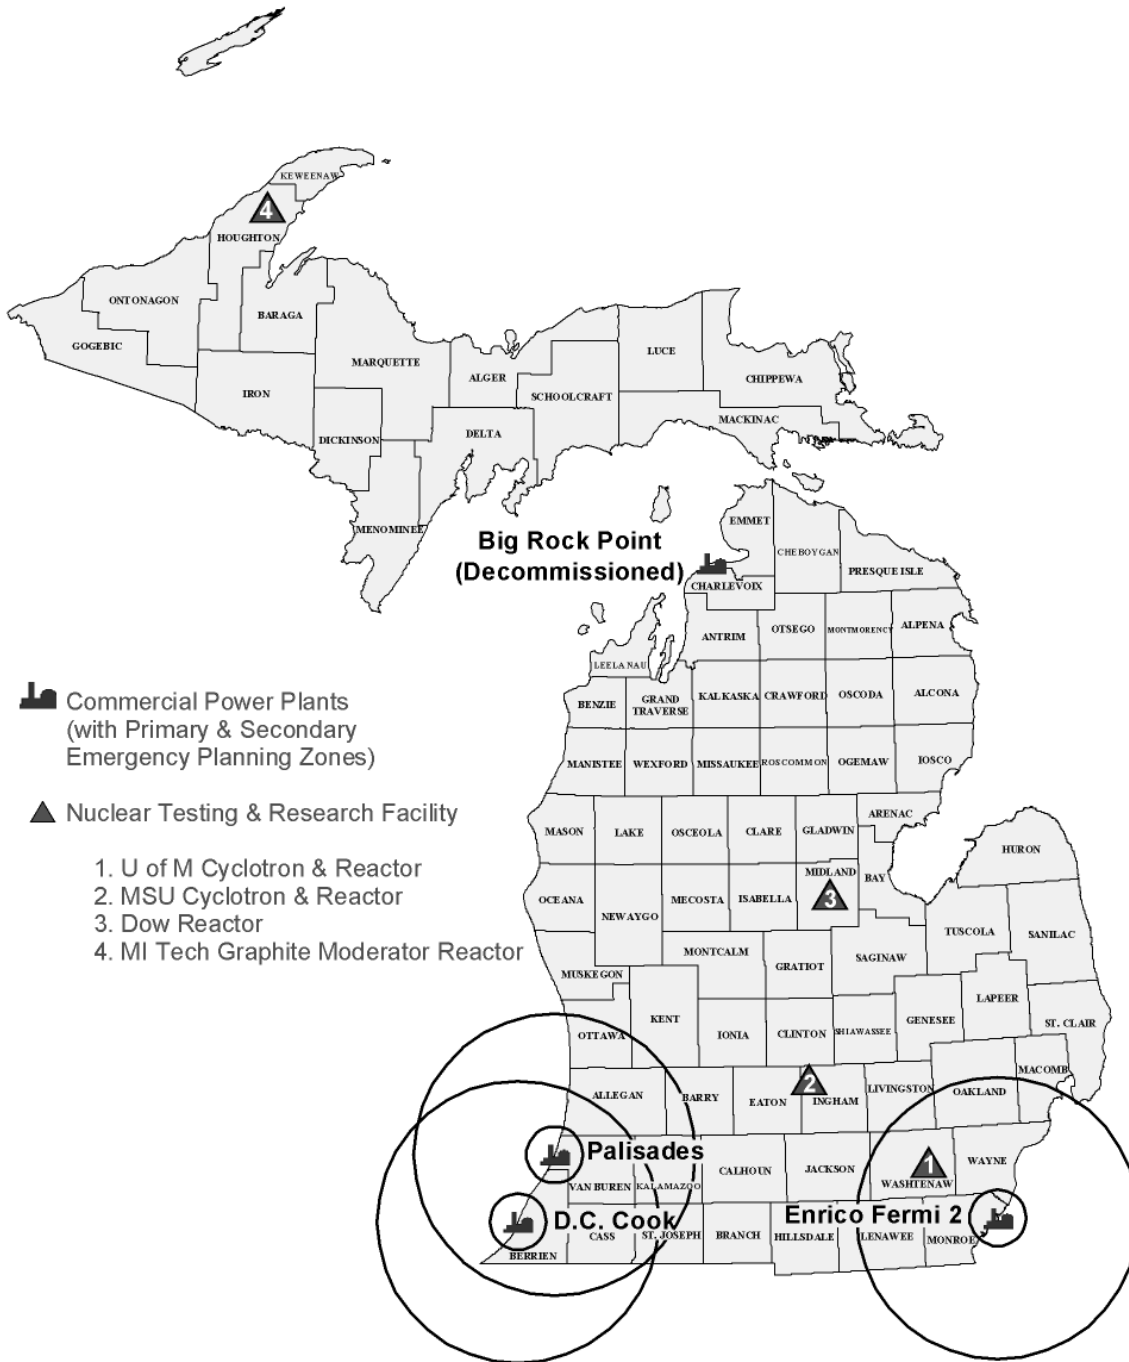 KEWEENAW
4
HOUGHTON
ONTONAGON
BARAGA
GOGEBIC
LUCE
MARQUETTE
ALGER
CHIPPEWA
IRON
SCHOOLCRAFT
MACKINAC
DICKINSON
DELTA
EMMET
MENOMINEE
Big Rock Point
(Decommissioned)
CHEBOYGAN
PRESQUE ISLE
CHARLEVOIX
OTSEGO
MONTMORENCY
ALPENA
ANTRIM
LEELANAU
KALKASKA
CRAWFORD
OSCODA
ALCONA
BENZIE
GRAND
TRAVERSE
Commercial Power Plants
(with Primary & Secondary
Emergency Planning Zones)
MANISTEE
WEXFORD
MISSAUKEE
ROSCOMMON
OGEMAW
IOSCO
Nuclear Testing & Research Facility
ARENAC
MASON
LAKE
OSCEOLA
CLARE
GLADWIN
HURON
1. U of M Cyclotron & Reactor
2. MSU Cyclotron & Reactor
3. Dow Reactor
4. MI Tech Graphite Moderator Reactor
MIDLAND
BAY
3
OCEANA
NEWAYGO
MECOSTA
ISABELLA
TUSCOLA
SANILAC
MONTCALM
GRATIOT
SAGINAW
MUSKEGON
LAPEER
KENT
GENESEE
ST. CLAIR
OTTAWA
IONIA
CLINTON
SHIAWASSEE
MACOMB
2
ALLEGAN
BARRY
EATON
INGHAM
LIVINGSTON
OAKLAND
Palisades
1
WAYNE
CALHOUN
JACKSON
WASHTENAW
VAN BUREN
KALAMAZOO
D.C. Cook
Enrico Fermi 2
CASS
ST. JOSEPH
BRANCH
HILLSDALE
LENAWEE
MONROE
BERRIEN